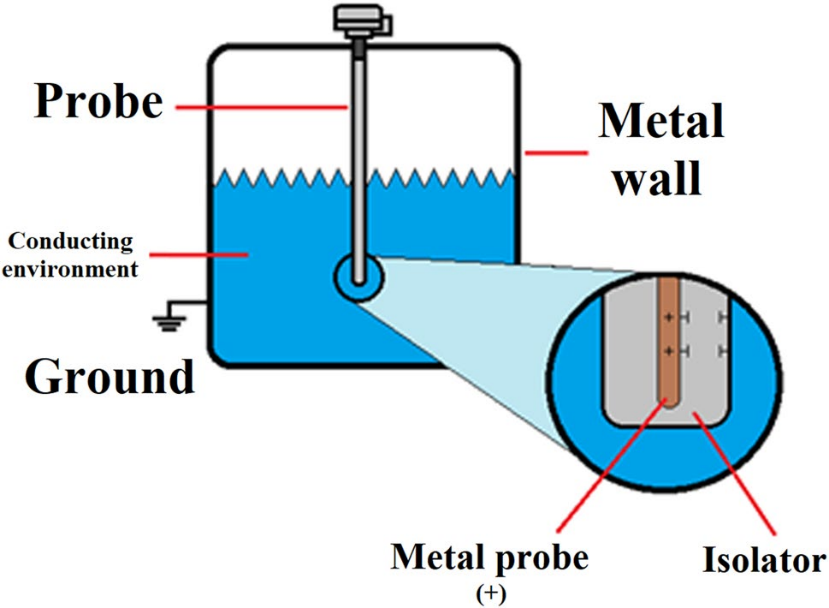 Probe
Metal
wall
Conducting
environment
Ground
Metal probe
(+)
Isolator